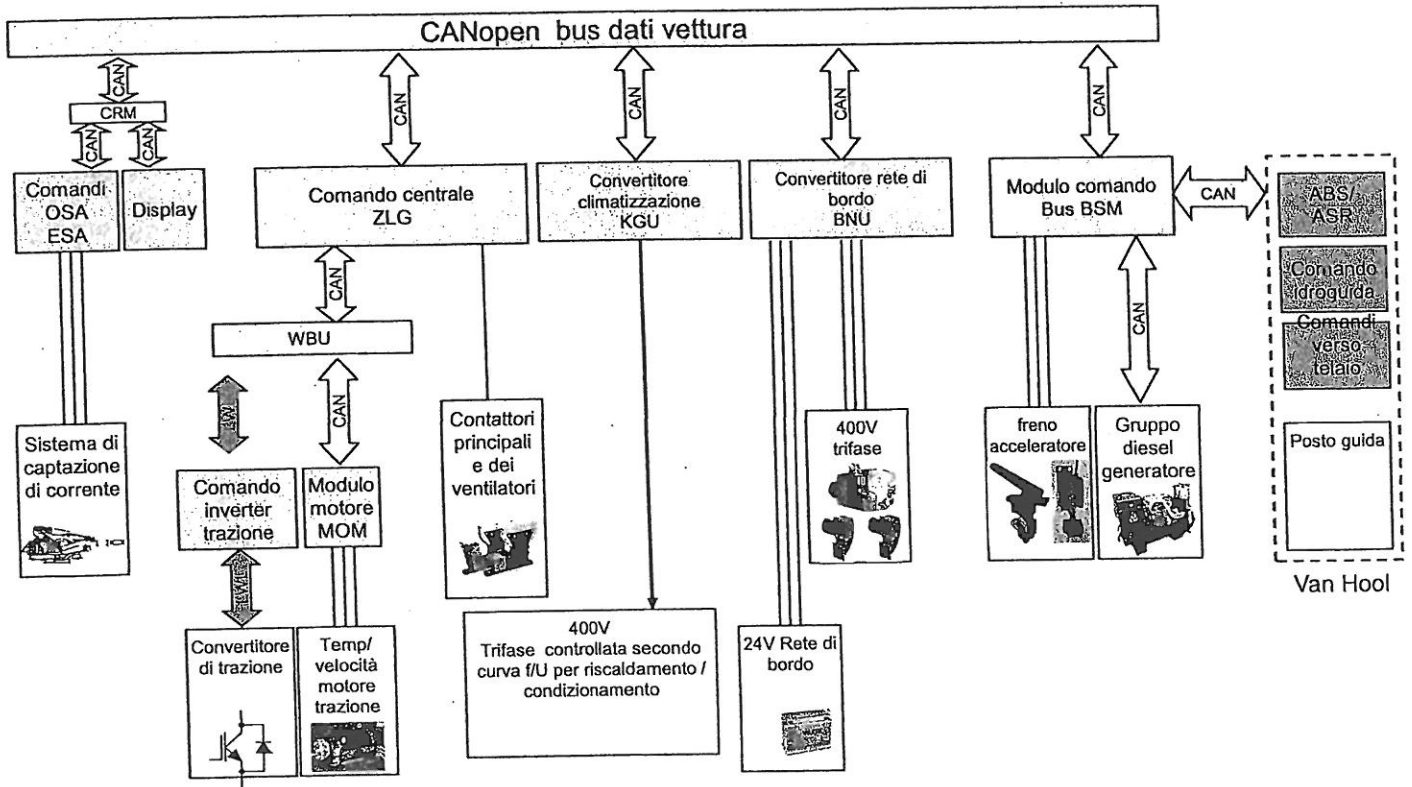 CANopen bus dati vettura
CAN
CAN
CAN
CAN
CAN
CRM
CAN
CAN
Comandi
OSA
ESA
Display
Comando centrale
ZLG
Convertitore
climatizzazione
KGU
Convertitore rete di
bordo
BNU
Modulo comando
Bus BSM
CAN
ABS/
ASR
Comando
idroguida
Comandi
verso
telaio
Posto guida
Van Hool
CAN
WBU
CAN
CAN
LWL
Sistema di
captazione
di corrente
Comando
inverter
trazione
Modulo
motore
MOM
Contattori
principali
e dei
ventilatori
400V
trifase
freno
acceleratore
Gruppo
diesel
generatore
LWL
Convertitore
di trazione
Temp/
velocità
motore
trazione
400V
Trifase controllata secondo
curva f/U per riscaldamento /
condizionamento
24V Rete di
bordo